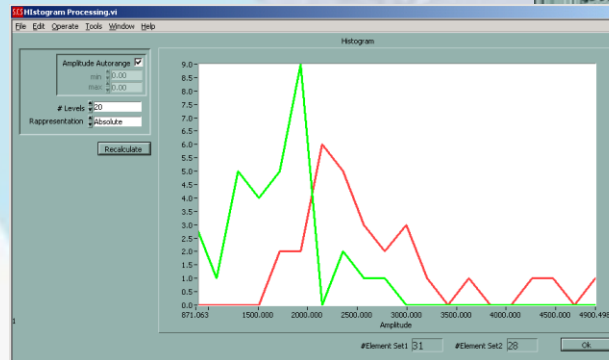 SCS HIstogram Processing.vi
File Edit Operate Tools Window Help
Histogram
Amplitude Autorange
min 0.00
max 0.00
# Levels 20
Rappresentation Absolute
Recalculate
9.0
8.5
8.0
7.5
7.0
6.5
6.0
5.5
5.0
4.5
4.0
3.5
3.0
2.5
2.0
1.5
1.0
0.5
0.0
871.063 1500.000 2000.000 2500.000 3000.000 3500.000 4000.000 4500.000 4900.498
Amplitude
1
#Element Set1 31 #Element Set2 28 Ok